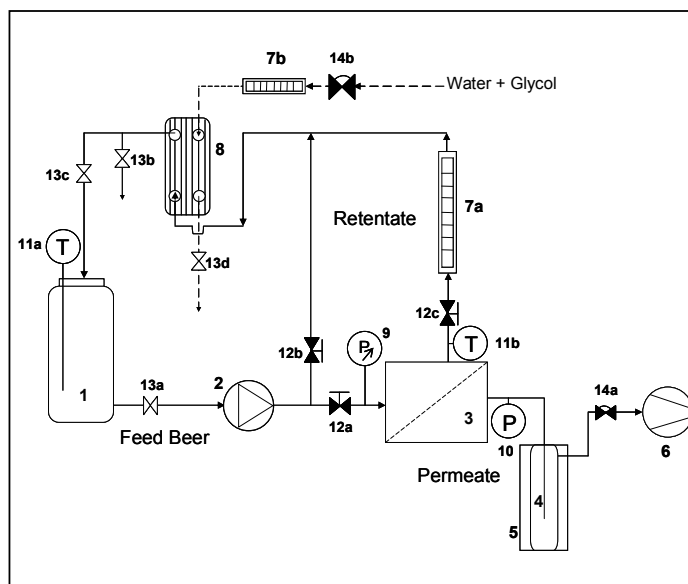 7b
14b
Water + Glycol
8
13b
13c
7a
Retentate
11a
T
13d
12c
9
P
T
11b
12b
2
13a
1
3
14a
12a
P
Feed Beer
10
6
Permeate
4
5